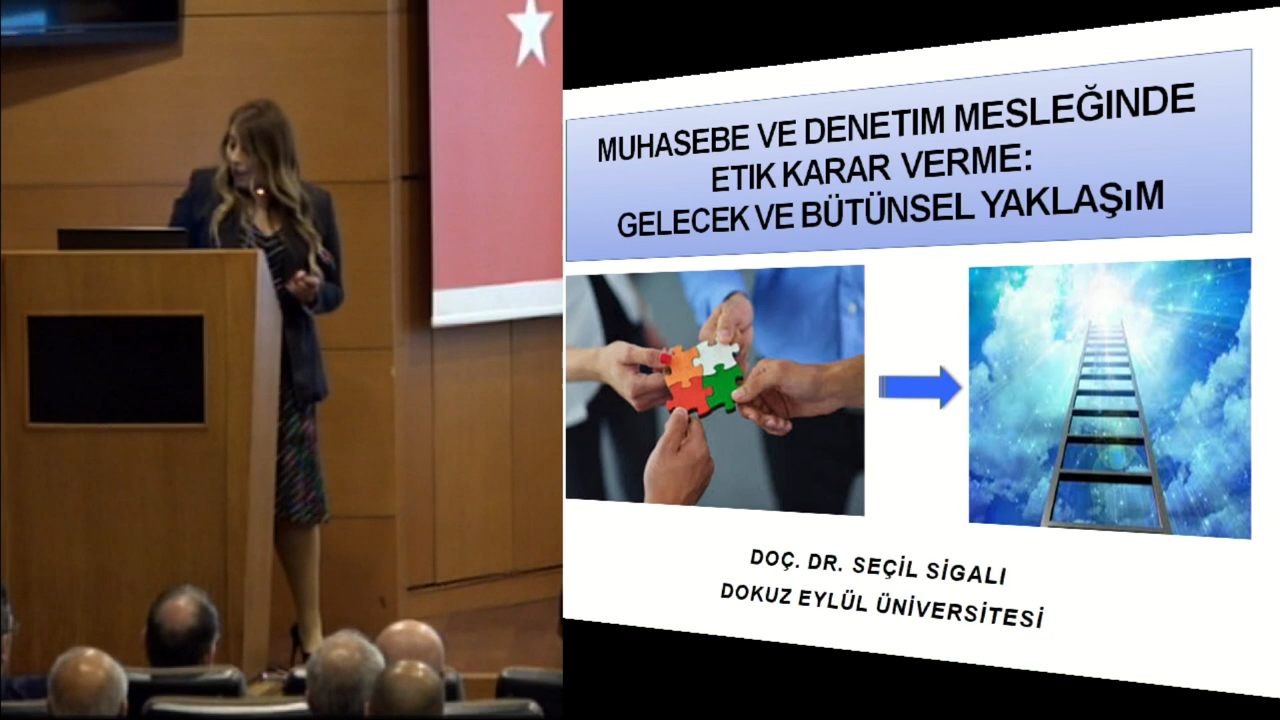 MUHASEBE VE DENETIM MESLEĞINDE
ETIK KARAR VERME:
GELECEK VE BÜTÜNSEL YAKLAŞıM
DOÇ. DR. SEÇİL SİGALI
DOKUZ EYLÜL ÜNİVERSİTESİ